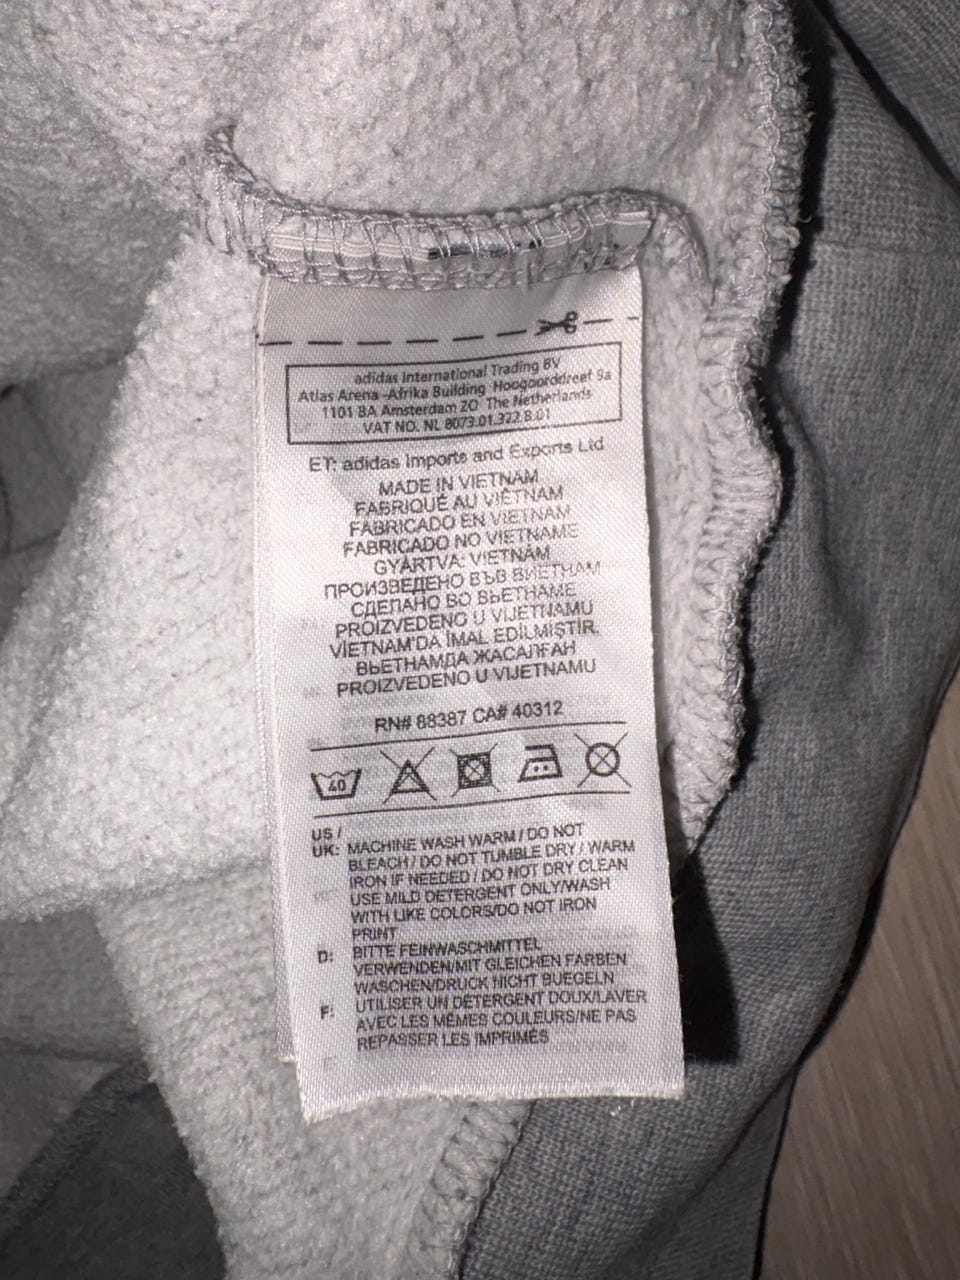 adidas International Trading BV
Atlas Arena -Afrika Building Hoogoorddreef 9a
1101 BA Amsterdam ZO The Netherlands
VAT NO. NL 8073.01.322.B.01
ET: adidas Imports and Exports Ltd
MADE IN VIETNAM
FABRIQUÉ AU VIÊTNAM
FABRICADO EN VIETNAM
FABRICADO NO VIETNAME
GYÁRTVA: VIETNÁM
ПРОИЗВЕДЕНО ВЪВ ВИЕТНАМ
СДЕЛАНО ВО ВЬЕТНАМЕ
PROIZVEDENO U VIJETNAMU
VİETNAM'DA İMAL EDİLMİŞTİR.
ВЬЕТНАМДА ЖАСАЛҒАН
PROIZVEDENO U VIJETNAMU
RN# 88387 CA# 40312
40
US /
UK: MACHINE WASH WARM / DO NOT
BLEACH / DO NOT TUMBLE DRY / WARM
IRON IF NEEDED / DO NOT DRY CLEAN
USE MILD DETERGENT ONLY/WASH
WITH LIKE COLORS/DO NOT IRON
PRINT
D: BITTE FEINWASCHMITTEL
VERWENDEN/MIT GLEICHEN FARBEN
WASCHEN/DRUCK NICHT BUEGELN
F: UTILISER UN DÉTERGENT DOUX/LAVER
AVEC LES MÊMES COULEURS/NE PAS
REPASSER LES IMPRIMÉS